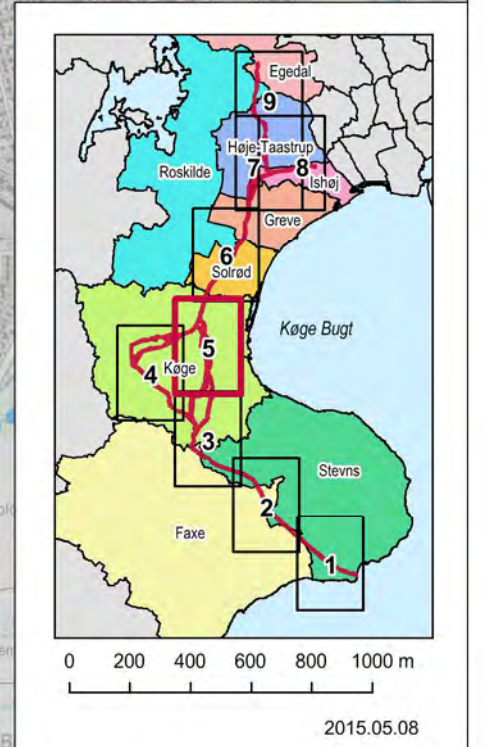 Egedal
9
Høje-Taastrup
7
8
Roskilde
Ishøj
Greve
6
Solrød
Køge Bugt
5
Køge
4
3
Stevns
2
Faxe
1
0 200 400 600 800 1000 m
2015.05.08